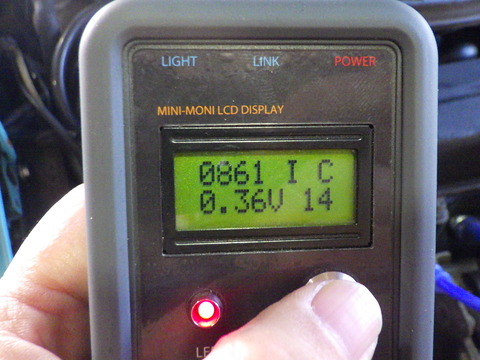 LIGHT LINK POWER
MINI-MONI LCD DISPLAY
0861 I C
0.36V 14